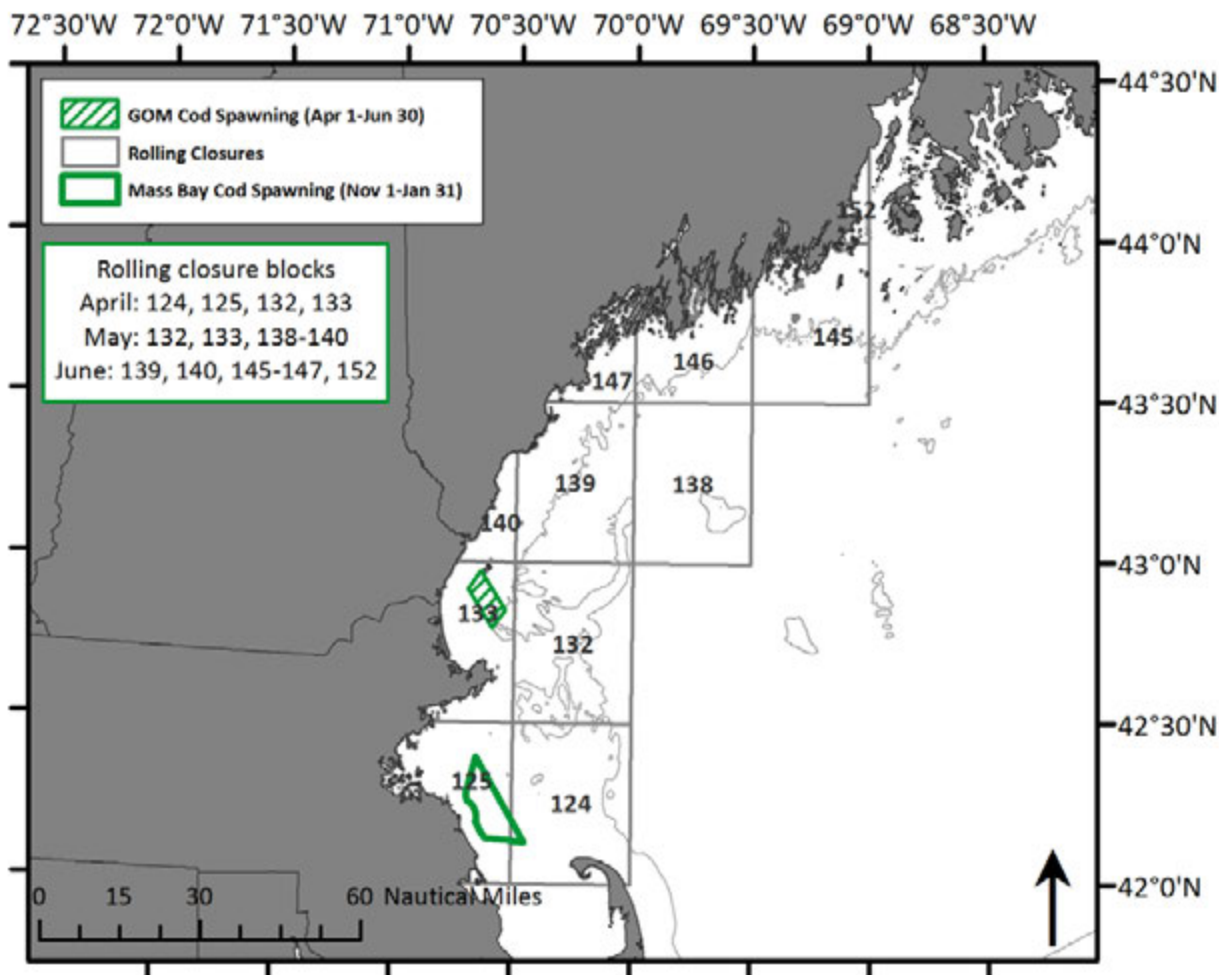 72°30'W 72°0'W 71°30'W 71°0'W 70°30'W 70°0'W 69°30'W 69°0'W 68°30'W
GOM Cod Spawning (Apr 1-Jun 30)
Rolling Closures
Mass Bay Cod Spawning (Nov 1-Jan 31)
Rolling closure blocks
April: 124, 125, 132, 133
May: 132, 133, 138-140
June: 139, 140, 145-147, 152
44°30'N
152
44°0'N
145
146
147
43°30'N
139
138
140
43°0'N
133
132
42°30'N
125
124
42°0'N
0 15 30 60 Nautical Miles